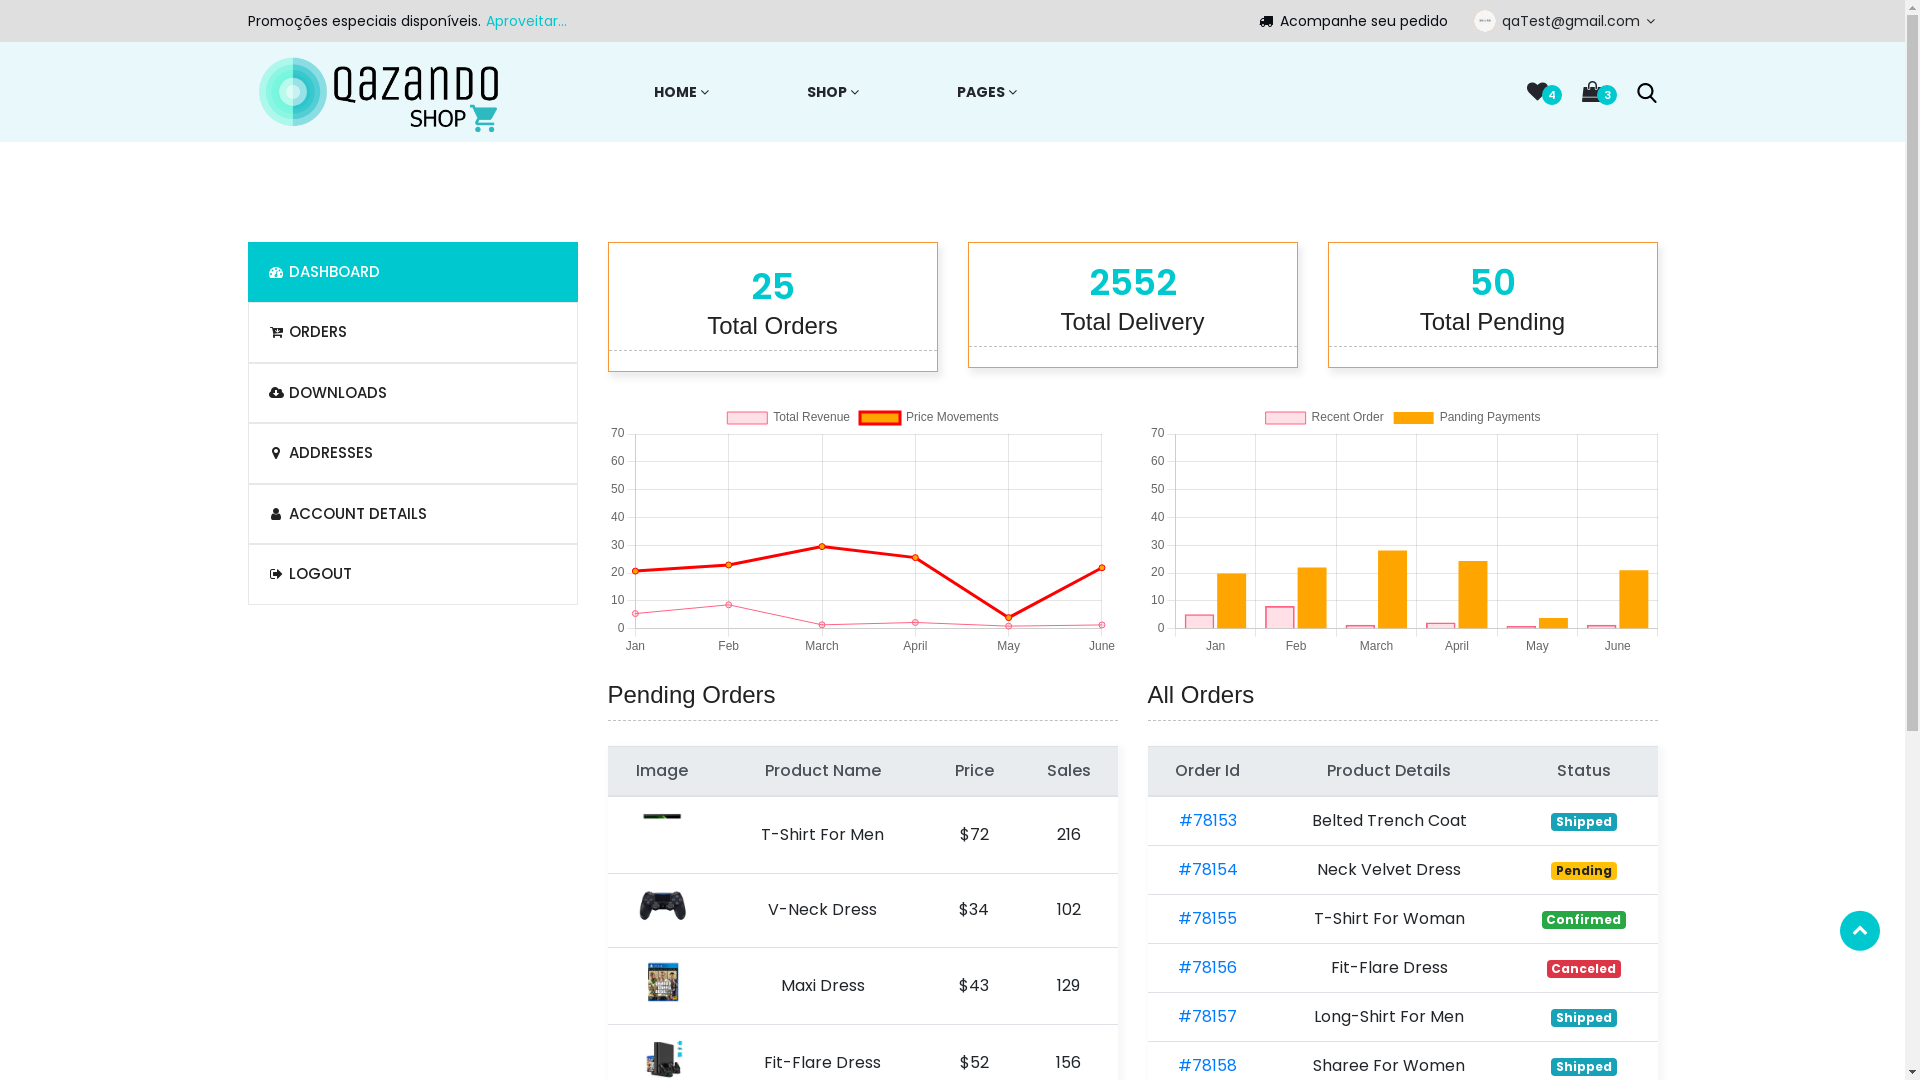 Promoções especiais disponíveis. Aproveitar...
Acompanhe seu pedido
qaTest@gmail.com
QAZANDO
SHOP
HOME
SHOP
PAGES
4
3
DASHBOARD
ORDERS
DOWNLOADS
ADDRESSES
ACCOUNT DETAILS
LOGOUT
25
Total Orders
2552
Total Delivery
50
Total Pending
Total Revenue
Price Movements
70
60
50
40
30
20
10
0
Jan
Feb
March
April
May
June
Recent Order
Panding Payments
70
60
50
40
30
20
10
0
Jan
Feb
March
April
May
June
Pending Orders
Image Product Name Price Sales
T-Shirt For Men $72 216
V-Neck Dress $34 102
Maxi Dress $43 129
Fit-Flare Dress $52 156
All Orders
Order Id Product Details Status
#78153 Belted Trench Coat Shipped
#78154 Neck Velvet Dress Pending
#78155 T-Shirt For Woman Confirmed
#78156 Fit-Flare Dress Canceled
#78157 Long-Shirt For Men Shipped
#78158 Sharee For Women Shipped